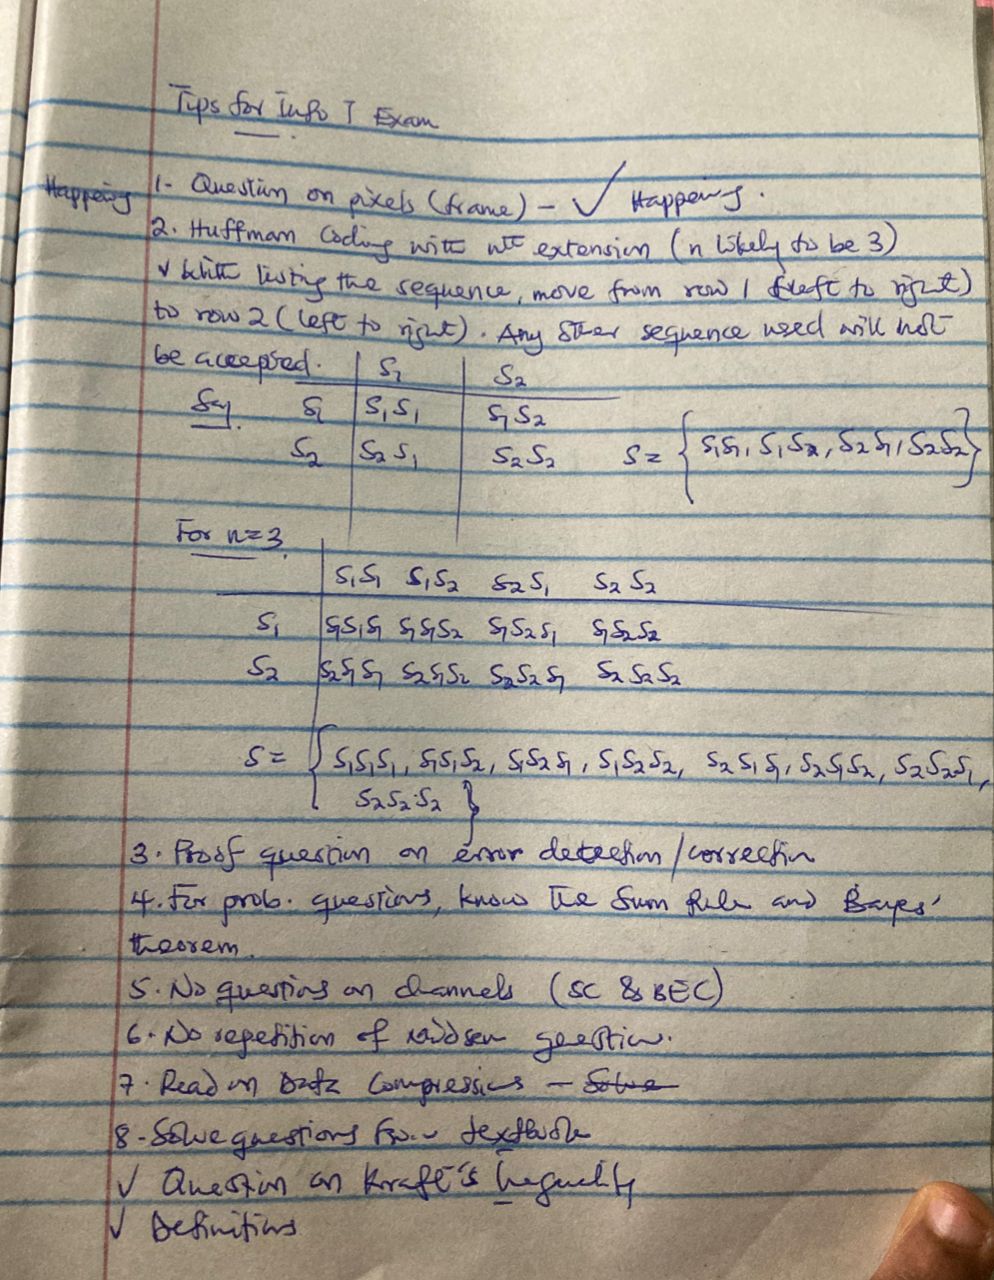 Tips for Info T Exam
Happening 1- Question on pixels (frame) - ✓ Happening.
2. Huffman Coding with nth extension (n likely to be 3)
✓ With listing the sequence, move from row 1 (left to right)
to row 2 (left to right). Any other sequence used will not
be accepted.
S1 S2
Say S1 S1S1 S1S2
S2 S2S1 S2S2 S = {S1S1, S1S2, S2S1, S2S2}
For n=3
S1S1 S1S2 S2S1 S2S2
S1 S1S1S1 S1S1S2 S1S2S1 S1S2S2
S2 S2S1S1 S2S1S2 S2S2S1 S2S2S2
S = {S1S1S1, S1S1S2, S1S2S1, S1S2S2, S2S1S1, S2S1S2, S2S2S1,
S2S2S2}
3. Proof question on error detection/correction
4. For prob. questions, know the Sum Rule and Bayes'
theorem.
5. No questions on channels (SC & BEC)
6. No repetition of question.
7. Read on Data Compression - Solve
8- Solve questions from textbook
✓ Question on Kraft's Inequality
✓ Definitions